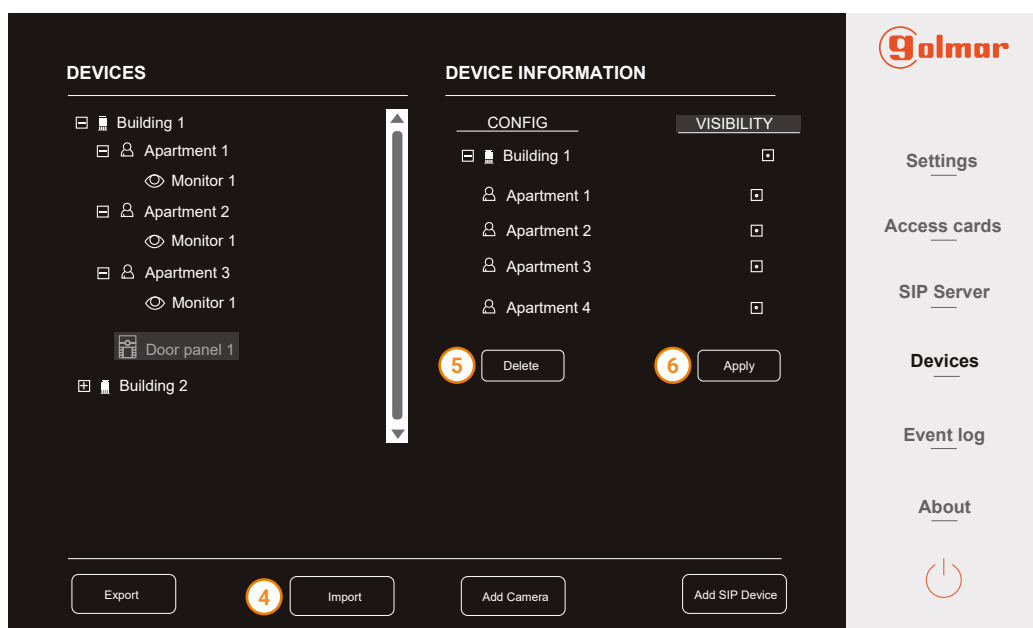 golmar
DEVICES
Building 1
Apartment 1
Monitor 1
Apartment 2
Monitor 1
Apartment 3
Monitor 1
Door panel 1
Building 2
DEVICE INFORMATION
CONFIG VISIBILITY
Building 1
Apartment 1
Apartment 2
Apartment 3
Apartment 4
5 Delete 6 Apply
Export 4 Import Add Camera Add SIP Device
Settings
Access cards
SIP Server
Devices
Event log
About